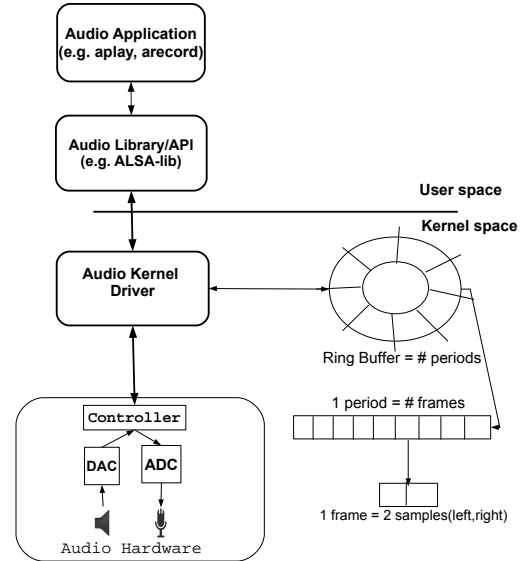 Audio Application
(e.g. aplay, arecord)
Audio Library/API
(e.g. ALSA-lib)
User space
Kernel space
Audio Kernel
Driver
Ring Buffer = # periods
1 period = # frames
Controller
DAC
ADC
1 frame = 2 samples(left,right)
Audio Hardware